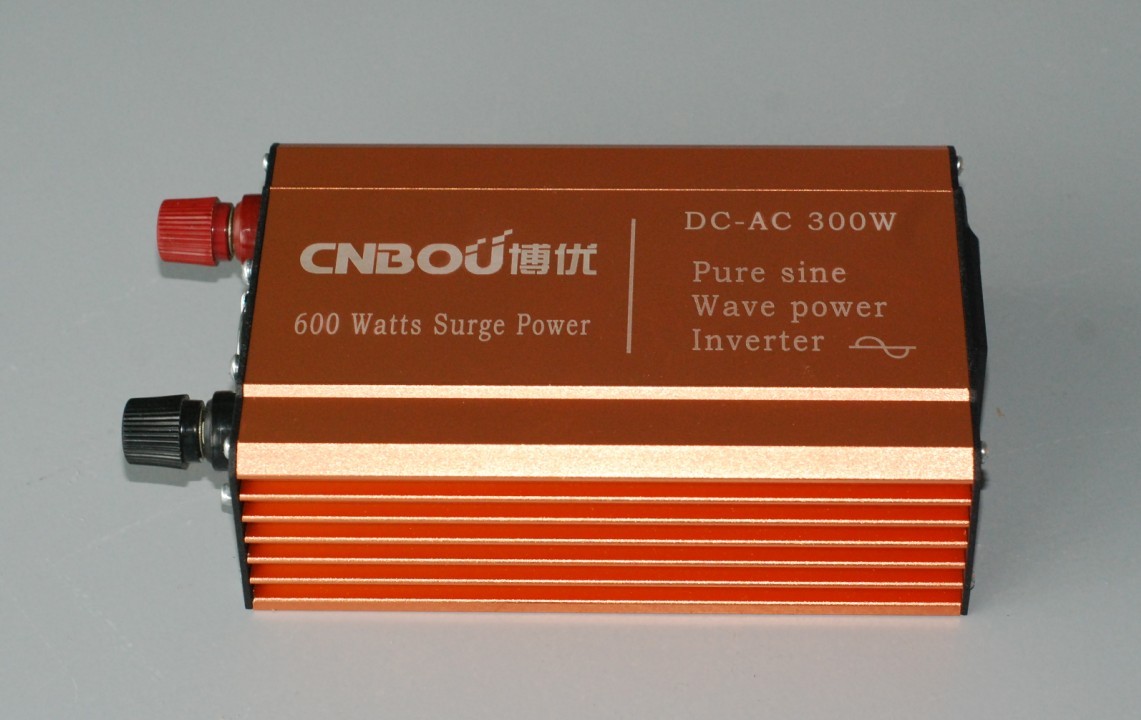 CNBOU博优
600 Watts Surge Power
DC-AC 300W
Pure sine
Wave power
Inverter